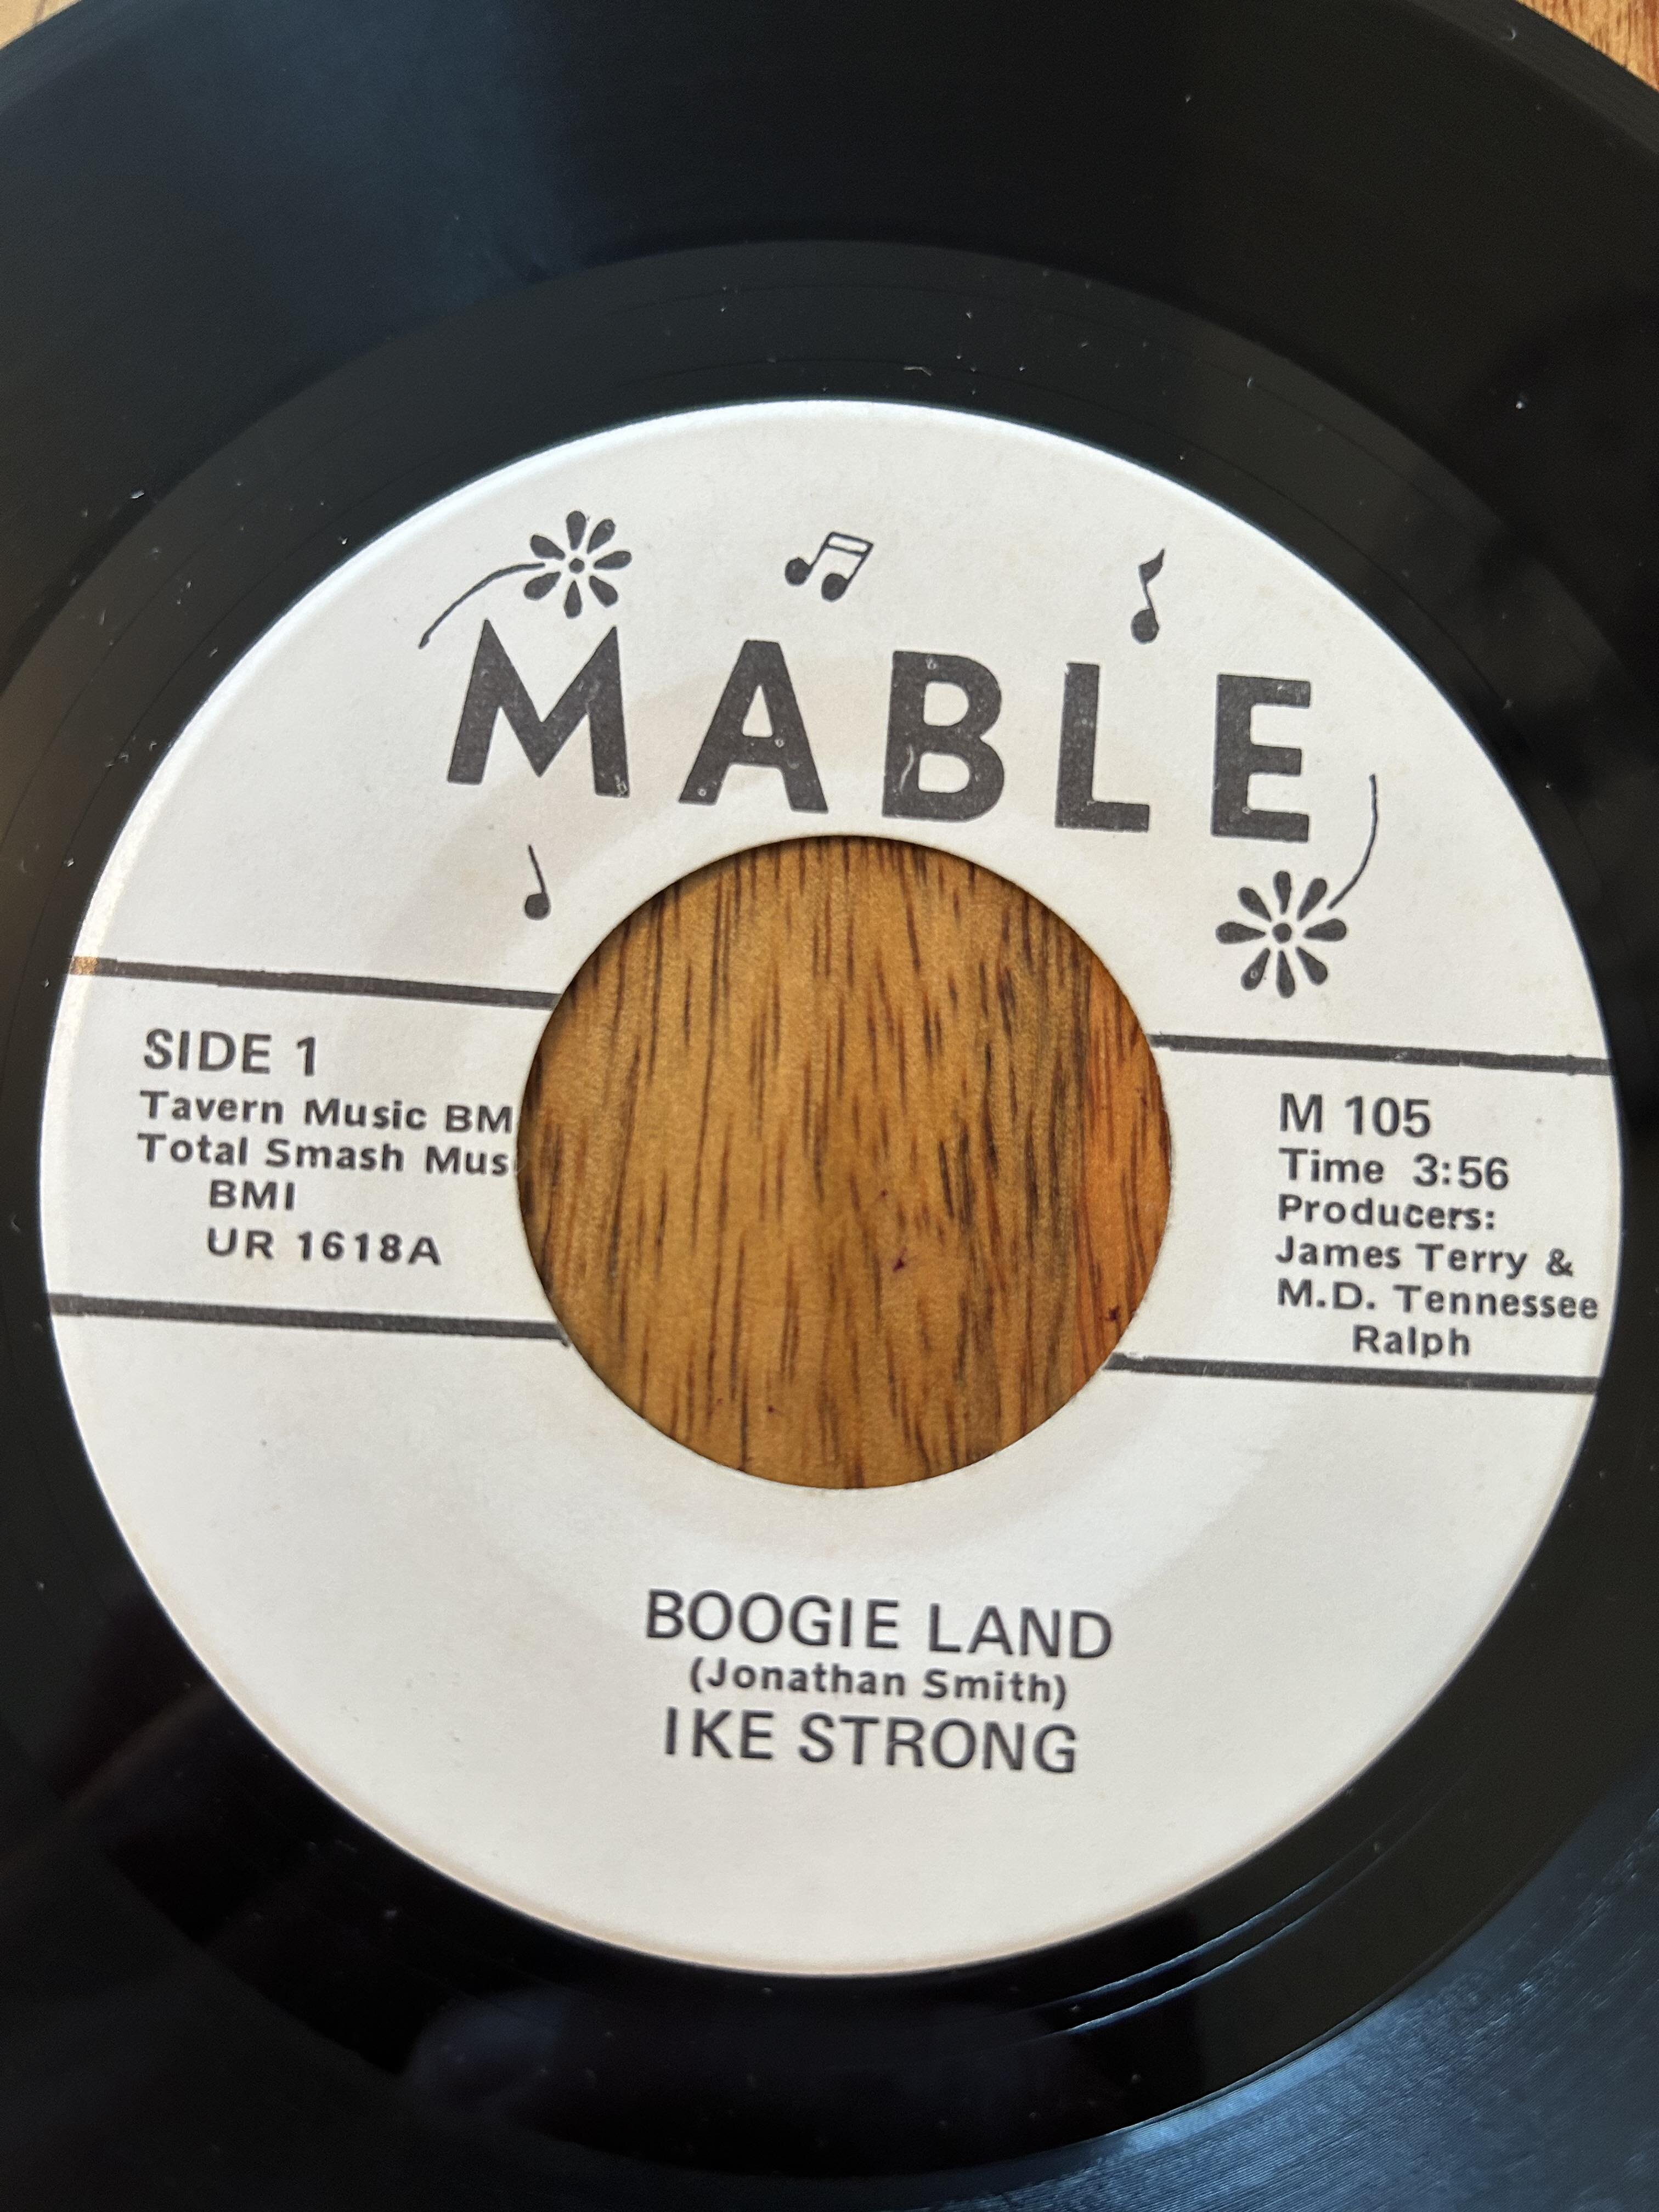 MABLE
SIDE 1
Tavern Music BM
Total Smash Mus
BMI
UR 1618A
M 105
Time 3:56
Producers:
James Terry &
M.D. Tennessee
Ralph
BOOGIE LAND
(Jonathan Smith)
IKE STRONG